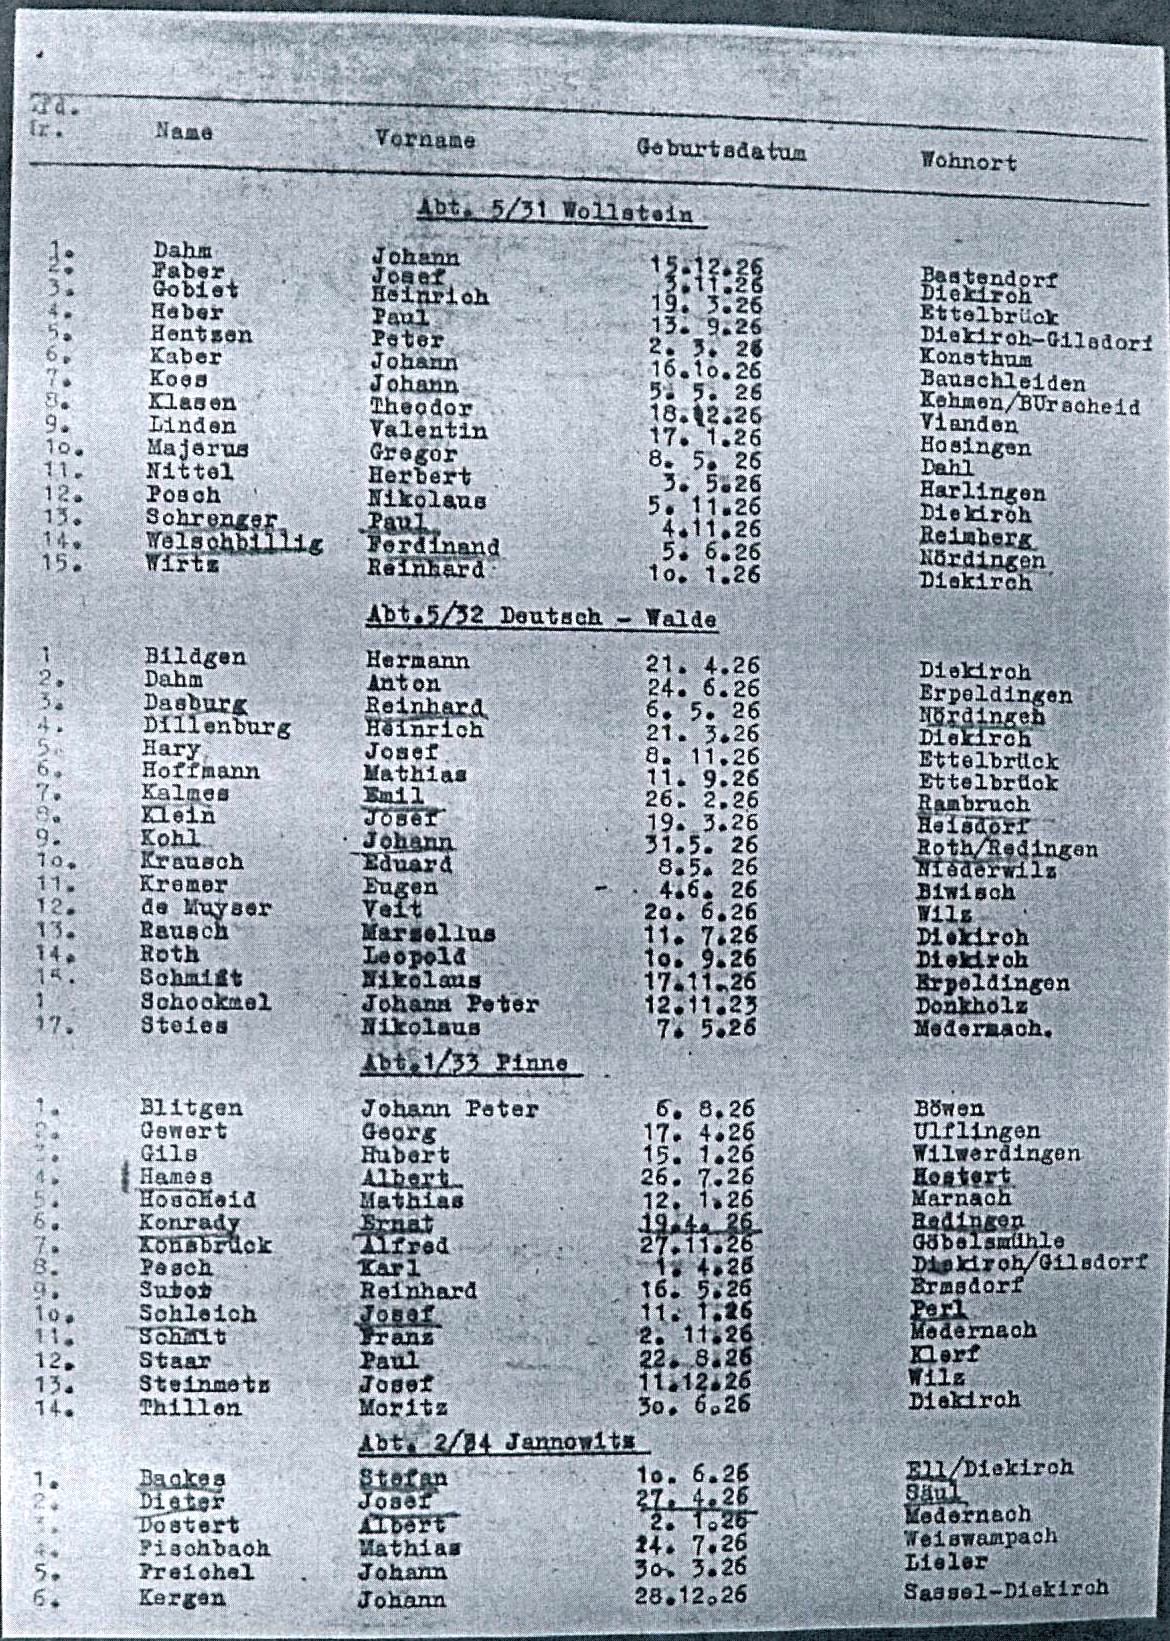 Lfd.
Nr. Name Vorname Geburtsdatum Wohnort
Abt. 5/31 Wollstein
1. Dahm Johann 15.12.26 Bastendorf
2. Faber Josef 3.11.26 Diekirch
3. Gobiet Heinrich 19. 3.26 Ettelbrück
4. Heber Paul 13. 9.26 Diekirch-Gilsdorf
5. Hentzen Peter 2. 3. 26 Konsthum
6. Kaber Johann 16.10.26 Bauschleiden
7. Koes Johann 5. 5. 26 Kehmen/BUrscheid
8. Klasen Theodor 18.12.26 Vianden
9. Linden Valentin 17. 1.26 Hosingen
1o. Majerus Gregor 8. 5. 26 Dahl
11. Nittel Herbert 3. 5.26 Harlingen
12. Posch Nikolaus 5. 11.26 Diekirch
13. Schrenger Paul 4.11.26 Reimberg
14. Welschbillig Ferdinand 5. 6.26 Nördingen
15. Wirtz Reinhard 1o. 1.26 Diekirch
Abt.5/32 Deutsch - Walde
1 Bildgen Hermann 21. 4.26 Diekirch
2. Dahm Anton 24. 6.26 Erpeldingen
3. Dasburg Reinhard 6. 5. 26 Nördingen
4. Dillenburg Heinrich 21. 3.26 Diekirch
5. Hary Josef 8. 11.26 Ettelbrück
6. Hoffmann Mathias 11. 9.26 Ettelbrück
7. Kalmes Emil 26. 2.26 Rambruch
8. Klein Josef 19. 3.26 Heisdorf
9. Kohl Johann 31.5. 26 Roth/Redingen
1o. Krausch Eduard 8.5. 26 Niederwilz
11. Kremer Eugen 4.6. 26 Biwisch
12. de Muyser Veit 2o. 6.26 Wilz
13. Rausch Marzellus 11. 7.26 Diekirch
14. Roth Leopold 1o. 9.26 Diekirch
15. Schmidt Nikolaus 17.11.26 Erpeldingen
1 Schockmel Johann Peter 12.11.23 Donkholz
17. Steies Nikolaus 7. 5.26 Medernach.
Abt.1/33 Pinne
1. Blitgen Johann Peter 6. 8.26 Böwen
2. Gewert Georg 17. 4.26 Ulflingen
3. Gils Hubert 15. 1.26 Wilwerdingen
4. Hames Albert 26. 7.26 Hostert
5. Hoscheid Mathias 12. 1.26 Marnach
6. Konrady Ernst 19.4. 26 Redingen
7. Konsbrück Alfred 27.11.26 Göbelsmühle
8. Pesch Karl 1. 4.26 Diekirch/Gilsdorf
9. Reinhard 16. 5.26 Ermsdorf
1o. Schleich Josef 11. 1.26 Perl
11. Schmit Franz 2. 11.26 Medernach
12. Staar Paul 22. 8.26 Klerf
13. Steinmetz Josef 11.12.26 Wilz
14. Thillen Moritz 3o. 6.26 Diekirch
Abt. 2/34 Jannowitz
1. Backes Stefan 1o. 6.26 Ell/Diekirch
2. Dieter Josef 27. 4.26 Säul
3. Dostert Albert 2. 1.26 Medernach
4. Fischbach Mathias 24. 7.26 Weiswampach
5. Freichel Johann 3o. 3.26 Lieler
6. Kergen Johann 28.12.26 Sassel-Diekirch